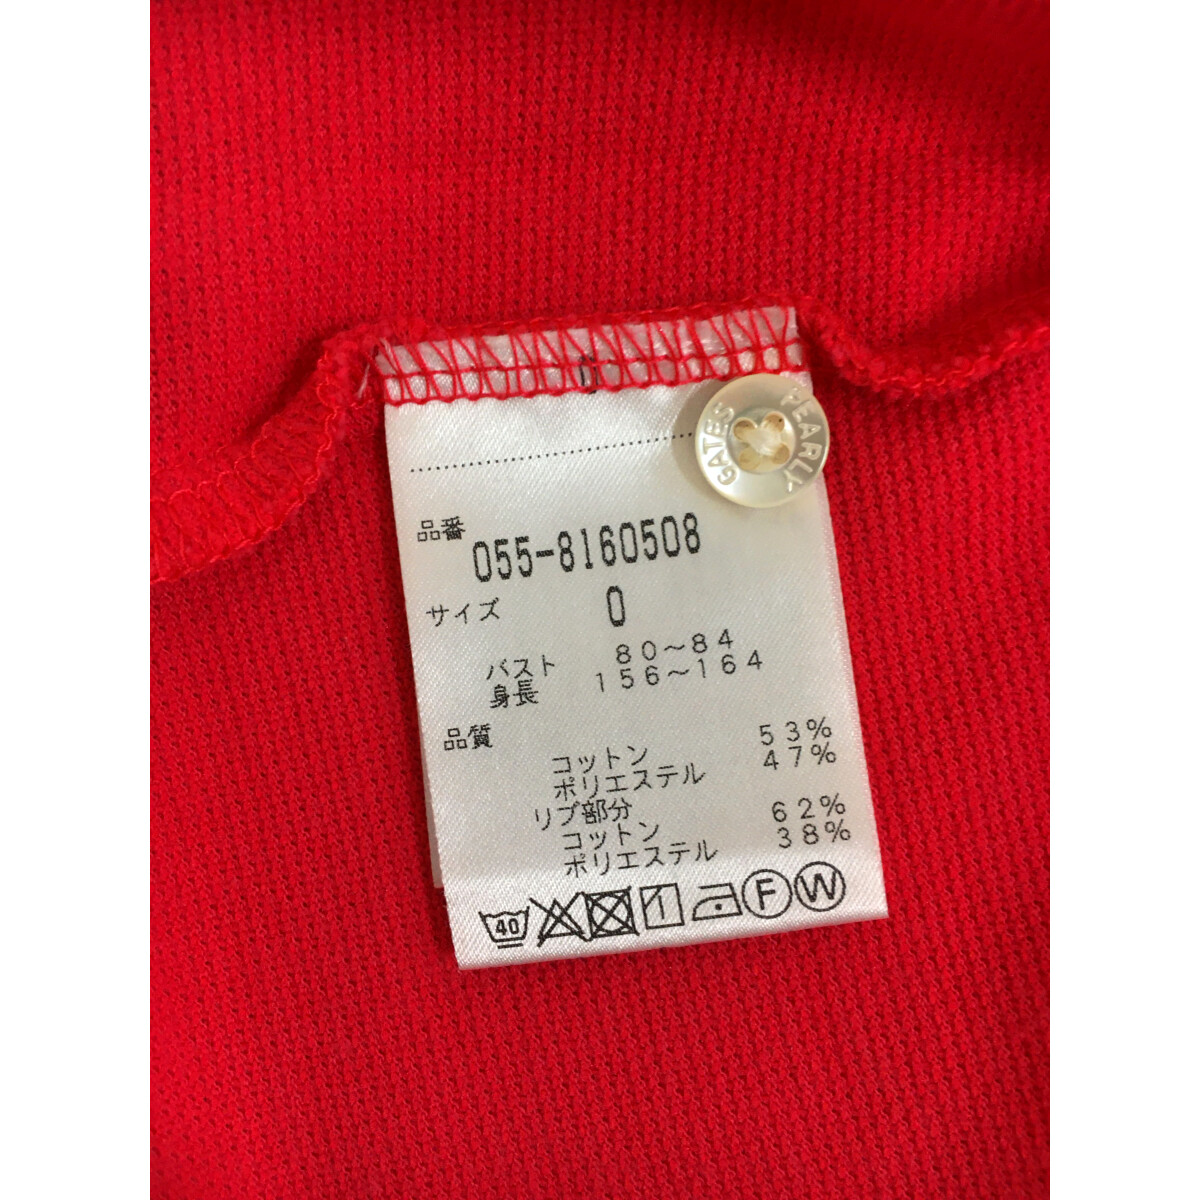 PEARLY GATES
品番
055-8160508
サイズ 0
バスト 80〜84
身長 156〜164
品質
コットン 53%
ポリエステル 47%
リブ部分
コットン 62%
ポリエステル 38%
40 F W